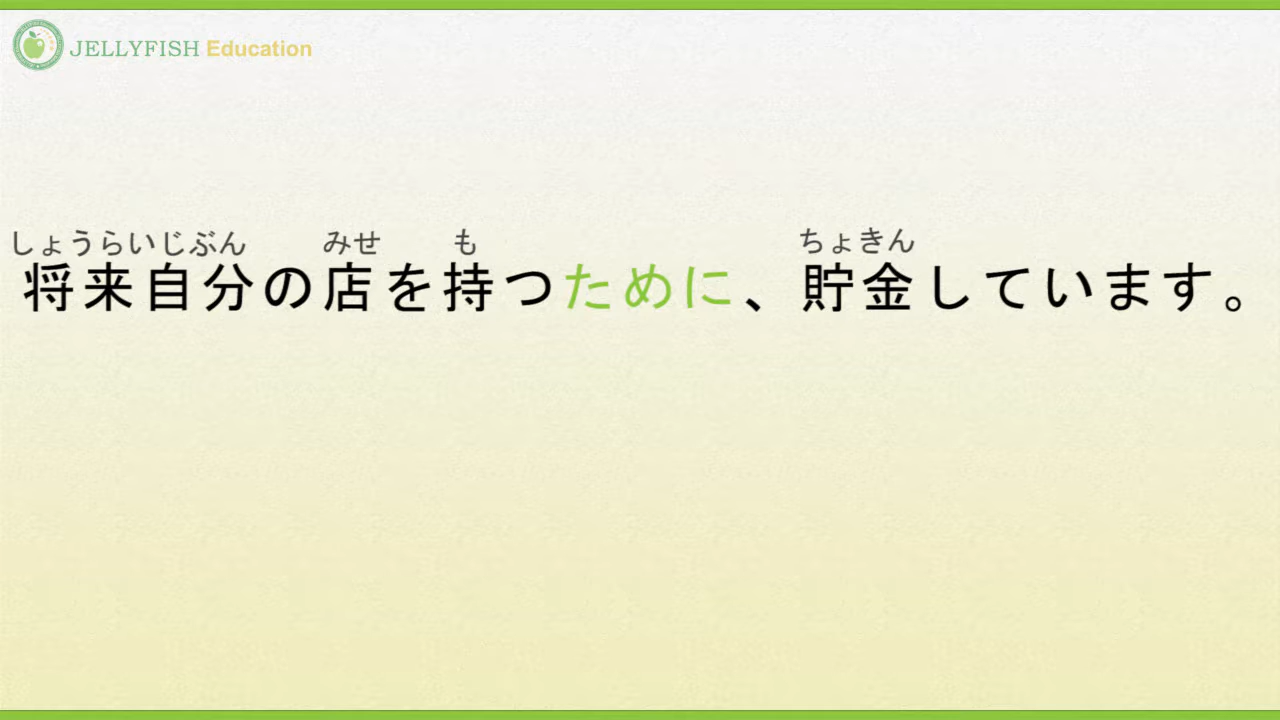 JELLYFISH Education
しょうらいじぶん みせ も ちょきん
将来自分の店を持つために、貯金しています。